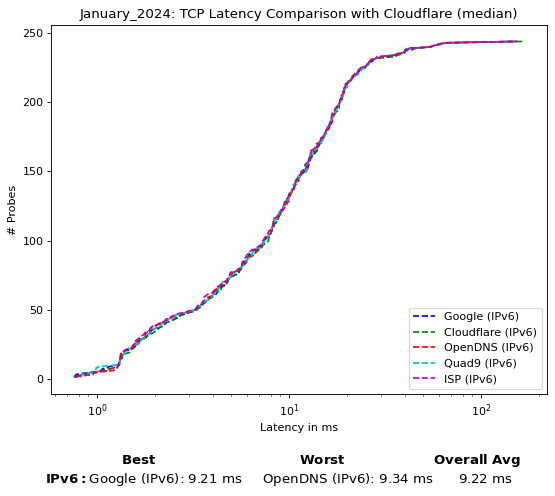 January_2024: TCP Latency Comparison with Cloudflare (median)
250
200
150
100
50
0
# Probes
Google (IPv6)
Cloudflare (IPv6)
OpenDNS (IPv6)
Quad9 (IPv6)
ISP (IPv6)
10⁰ 10¹ 10²
Latency in ms
Best Worst Overall Avg
IPv6: Google (IPv6): 9.21 ms OpenDNS (IPv6): 9.34 ms 9.22 ms